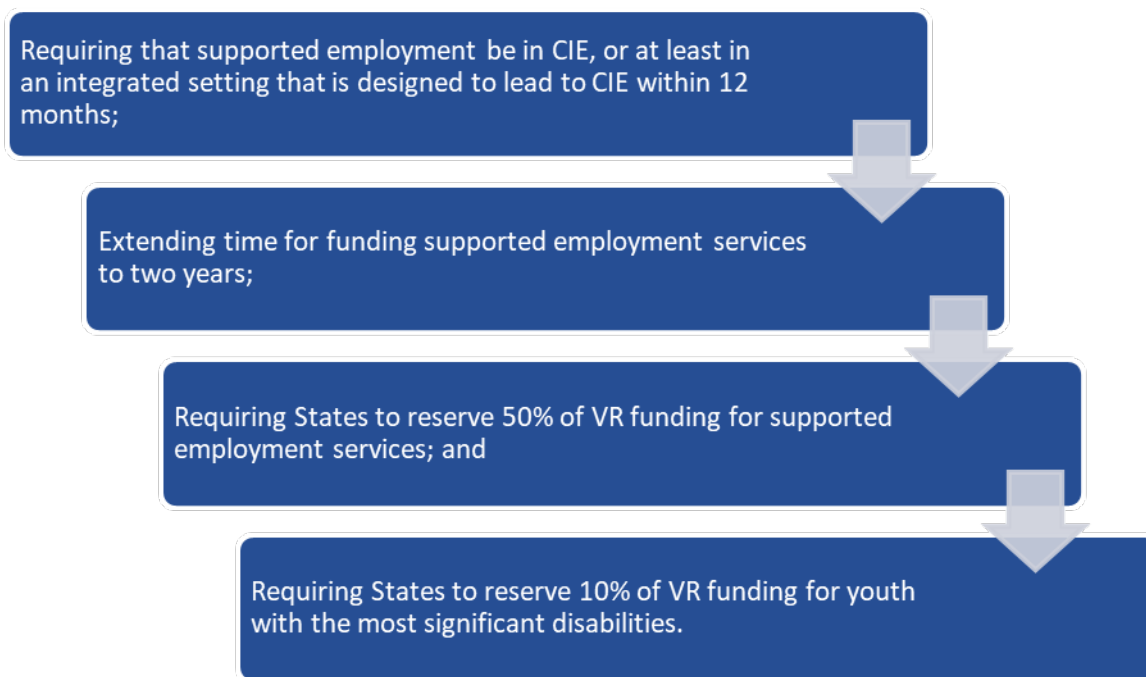 Requiring that supported employment be in CIE, or at least in
an integrated setting that is designed to lead to CIE within 12
months;
Extending time for funding supported employment services
to two years;
Requiring States to reserve 50% of VR funding for supported
employment services; and
Requiring States to reserve 10% of VR funding for youth
with the most significant disabilities.